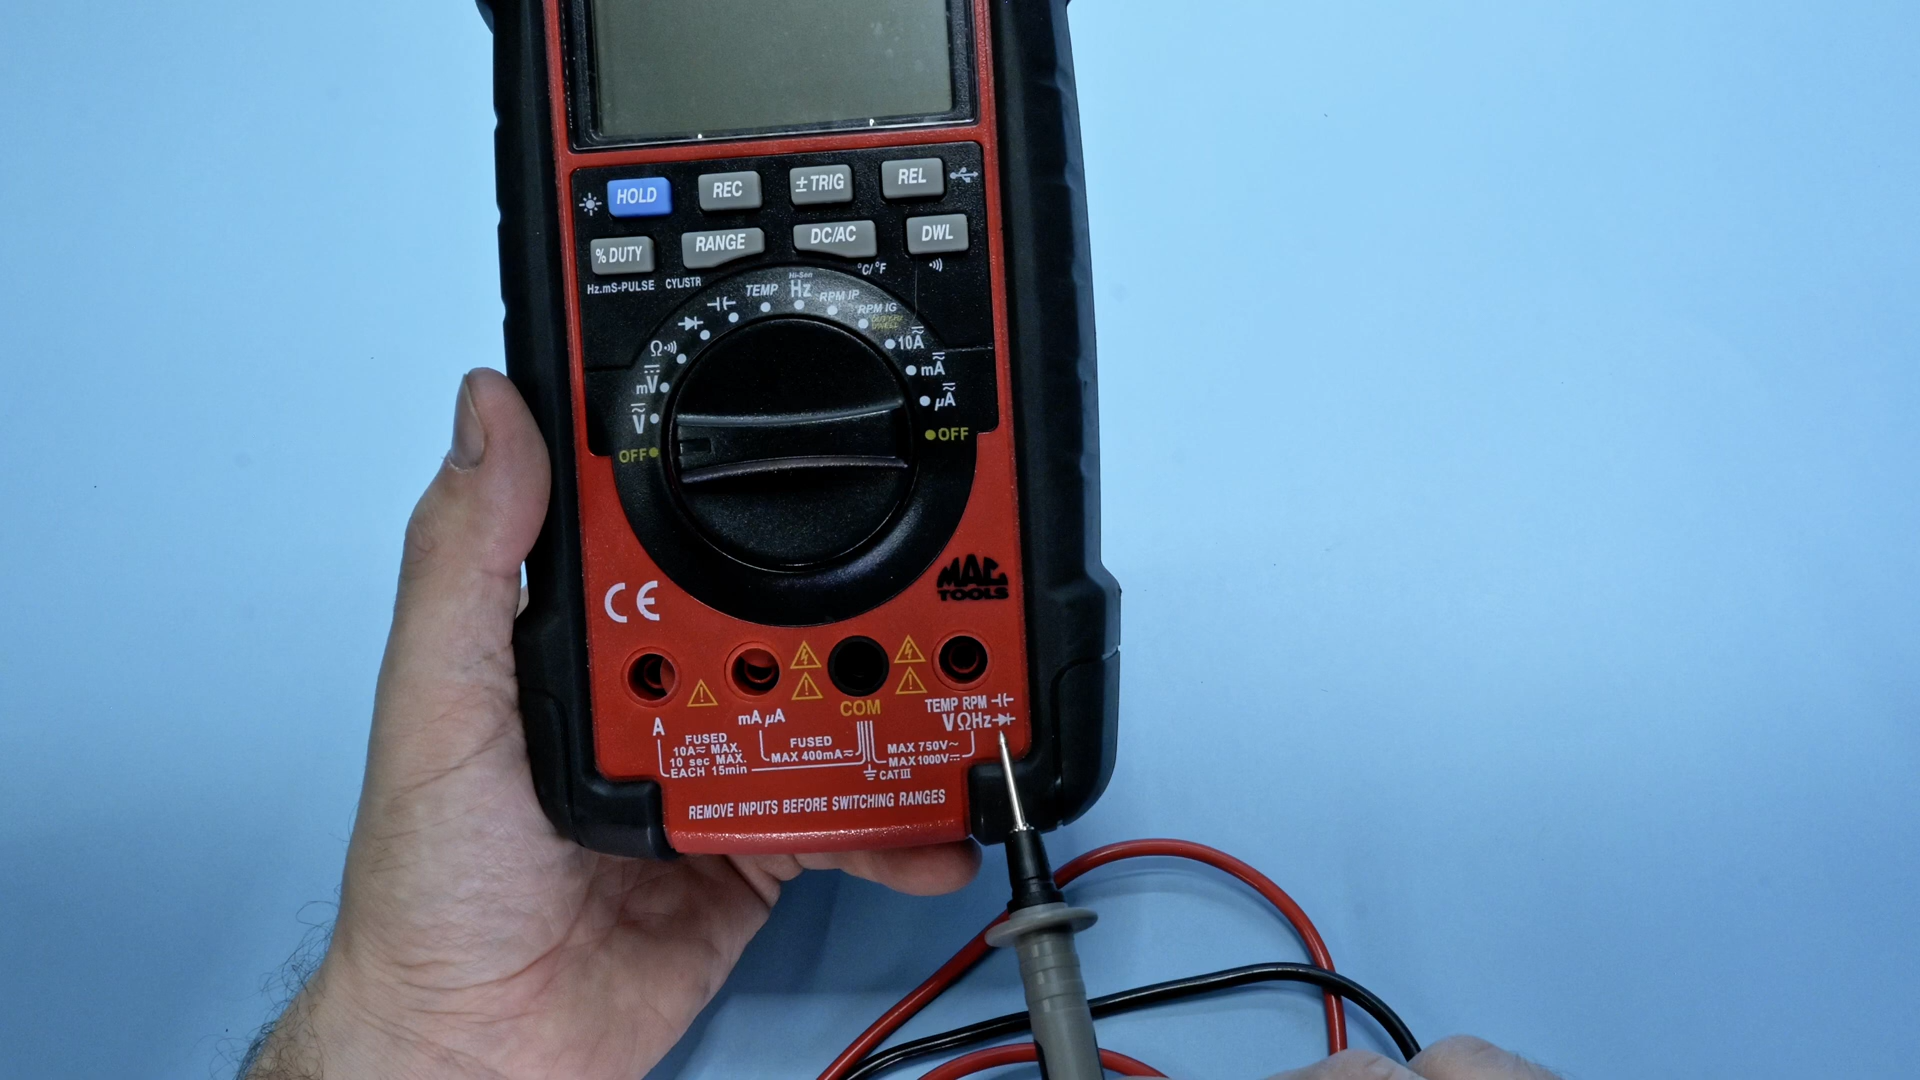 HOLD
REC
±TRIG
REL
% DUTY
RANGE
DC/AC
DWL
Hz.mS-PULSE
CYL/STR
°C/°F
Hi-Sen
TEMP
Hz
RPM IP
RPM IG
Ω
10A
mV
mA
V
µA
OFF
OFF
MAC
TOOLS
CE
A
mA µA
COM
TEMP RPM
VΩHz
FUSED
10A MAX.
10 sec MAX.
EACH 15min
FUSED
MAX 400mA
MAX 750V~
MAX 1000V
CAT III
REMOVE INPUTS BEFORE SWITCHING RANGES